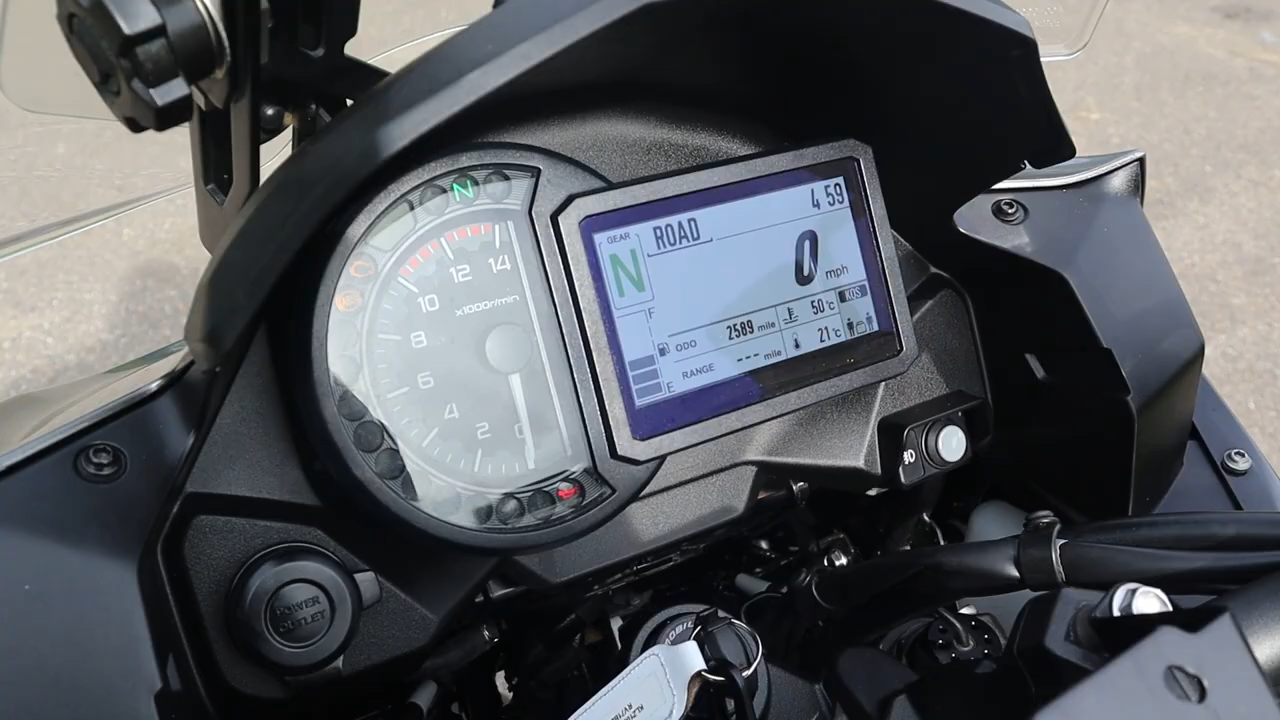 N
14
12
10
8
6
4
2
0
x1000r/min
GEAR
N
ROAD
4 59
0 mph
F
E
ODO 2589 mile
50 °C
KQS
RANGE --- mile
21 °C
POWER
OUTLET